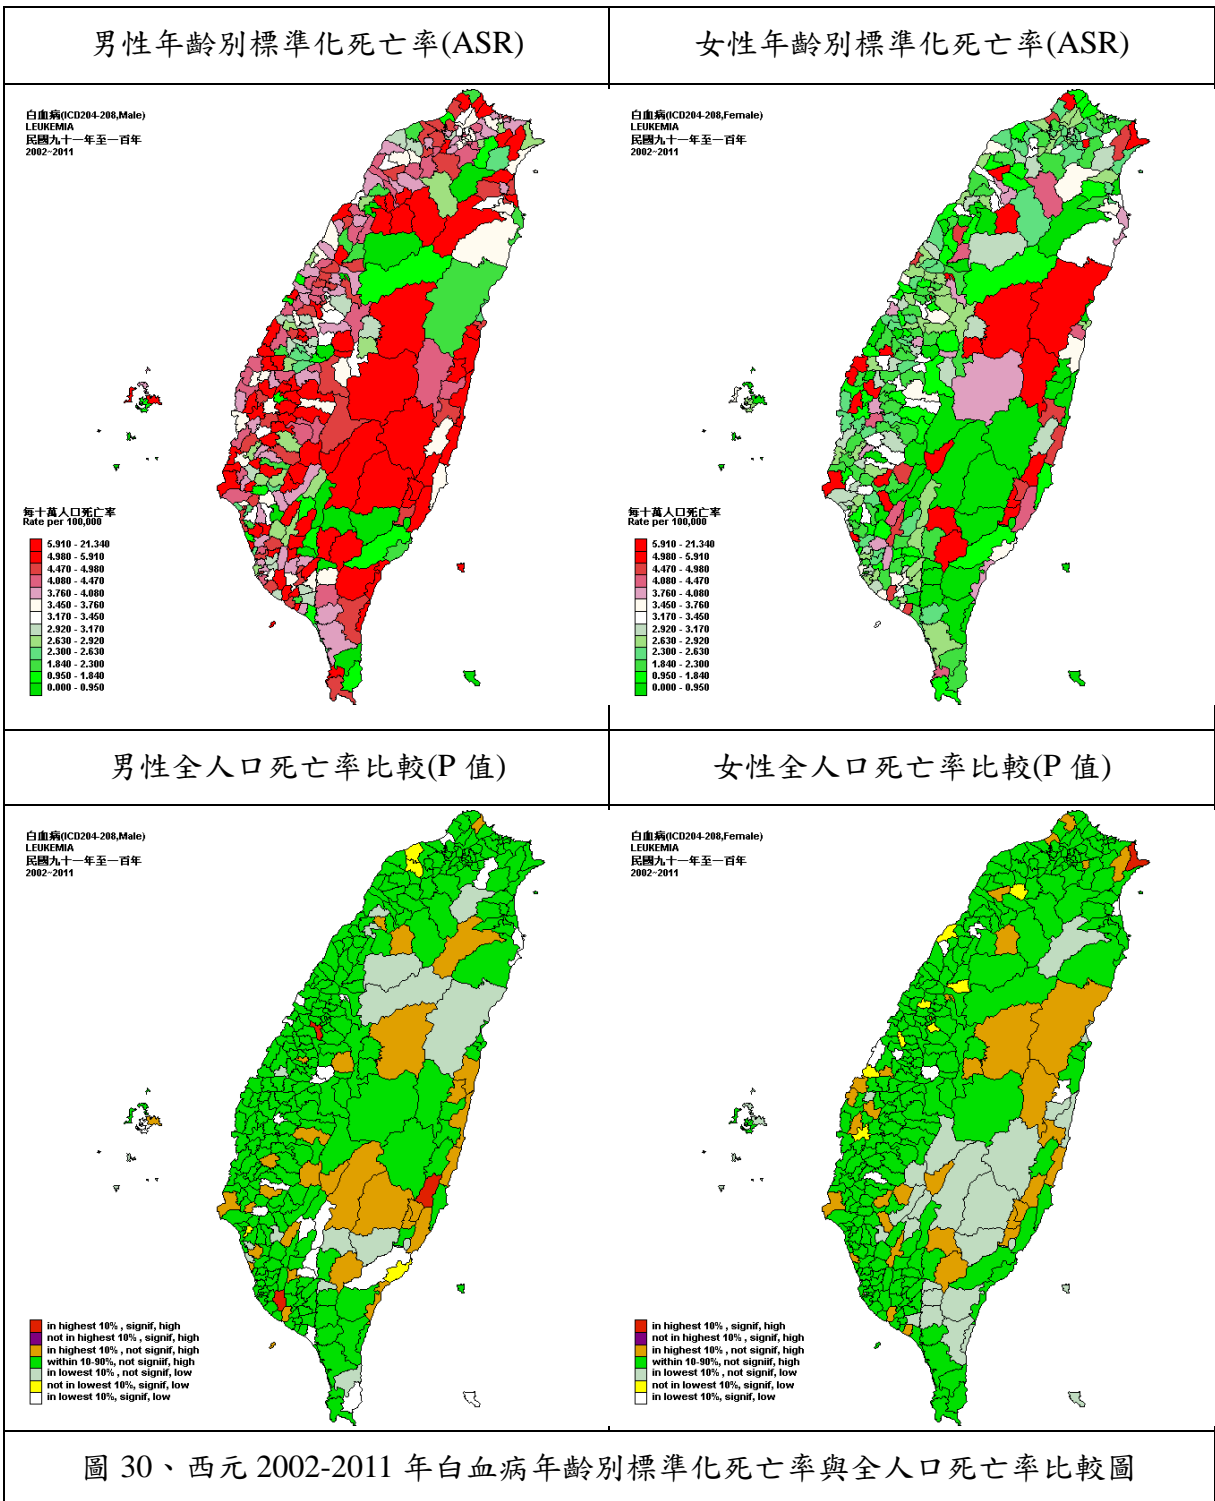 男性年齡別標準化死亡率(ASR)
女性年齡別標準化死亡率(ASR)
白血病(ICD204-208,Male)
LEUKEMIA
民國九十一年至一百年
2002~2011
每十萬人口死亡率
Rate per 100,000
5.910 - 21.340
4.980 - 5.910
4.470 - 4.980
4.080 - 4.470
3.760 - 4.080
3.450 - 3.760
3.170 - 3.450
2.920 - 3.170
2.630 - 2.920
2.300 - 2.630
1.840 - 2.300
0.950 - 1.840
0.000 - 0.950
白血病(ICD204-208,Female)
LEUKEMIA
民國九十一年至一百年
2002~2011
每十萬人口死亡率
Rate per 100,000
5.910 - 21.340
4.980 - 5.910
4.470 - 4.980
4.080 - 4.470
3.760 - 4.080
3.450 - 3.760
3.170 - 3.450
2.920 - 3.170
2.630 - 2.920
2.300 - 2.630
1.840 - 2.300
0.950 - 1.840
0.000 - 0.950
男性全人口死亡率比較(P 值)
女性全人口死亡率比較(P 值)
白血病(ICD204-208,Male)
LEUKEMIA
民國九十一年至一百年
2002~2011
in highest 10% , signif, high
not in highest 10% , signif, high
in highest 10% , not signif, high
within 10-90%, not signiif, high
in lowest 10% , not signif, low
not in lowest 10%, signif, low
in lowest 10%, signif, low
白血病(ICD204-208,Female)
LEUKEMIA
民國九十一年至一百年
2002~2011
in highest 10% , signif, high
not in highest 10% , signif, high
in highest 10% , not signif, high
within 10-90%, not signiif, high
in lowest 10% , not signif, low
not in lowest 10%, signif, low
in lowest 10%, signif, low
圖 30、西元 2002-2011 年白血病年齡別標準化死亡率與全人口死亡率比較圖